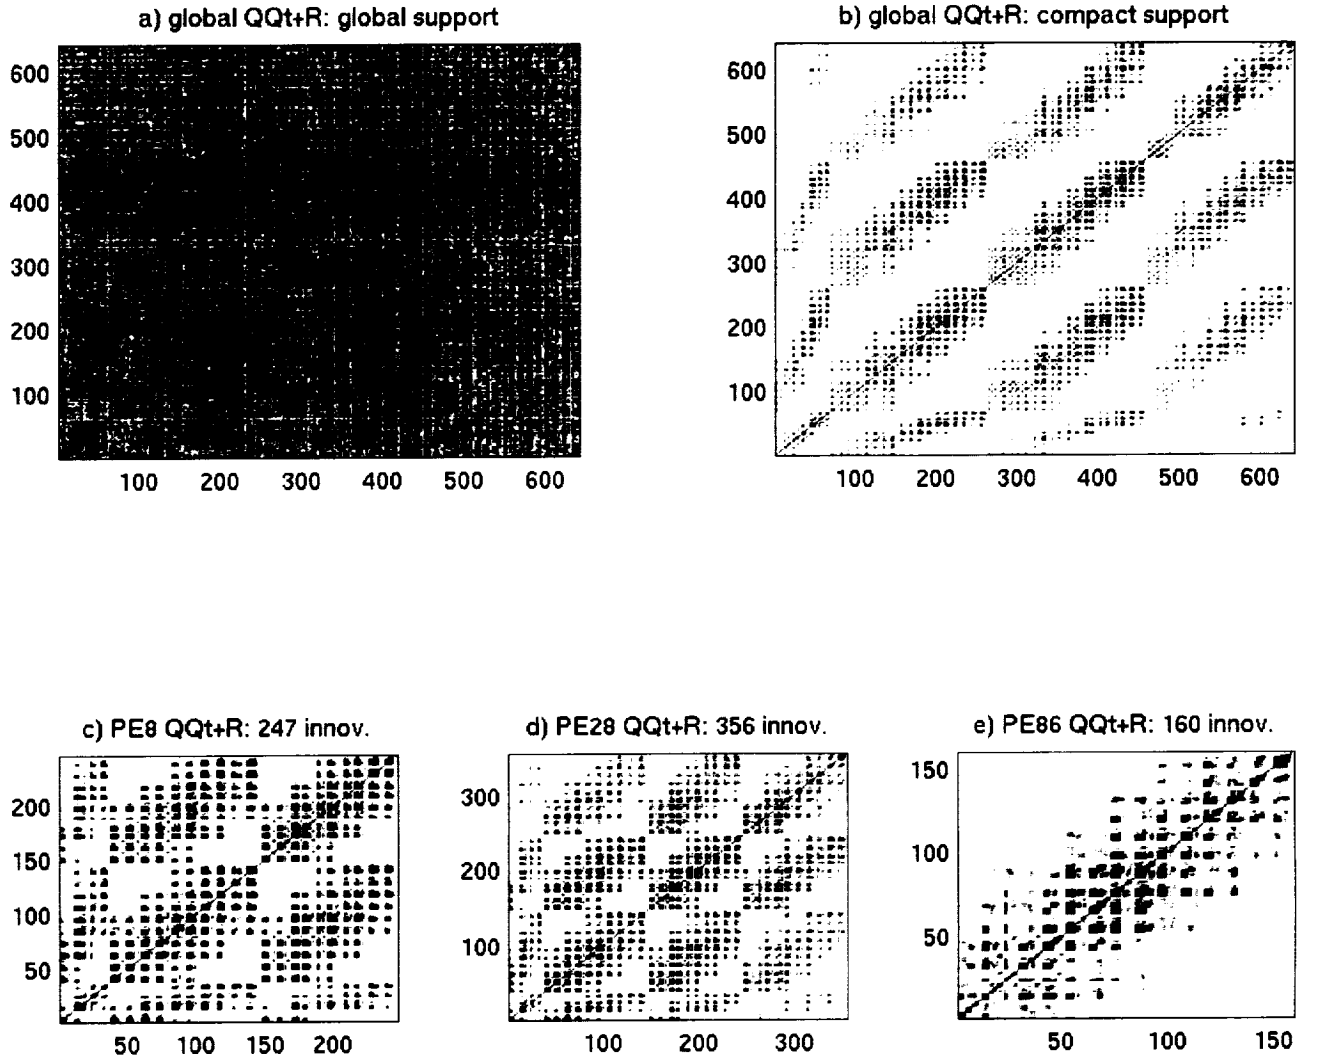 a) global QQt+R: global support
600
500
400
300
200
100
100 200 300 400 500 600
b) global QQt+R: compact support
600
500
400
300
200
100
100 200 300 400 500 600
c) PE8 QQt+R: 247 innov.
200
150
100
50
50 100 150 200
d) PE28 QQt+R: 356 innov.
300
200
100
100 200 300
e) PE86 QQt+R: 160 innov.
150
100
50
50 100 150